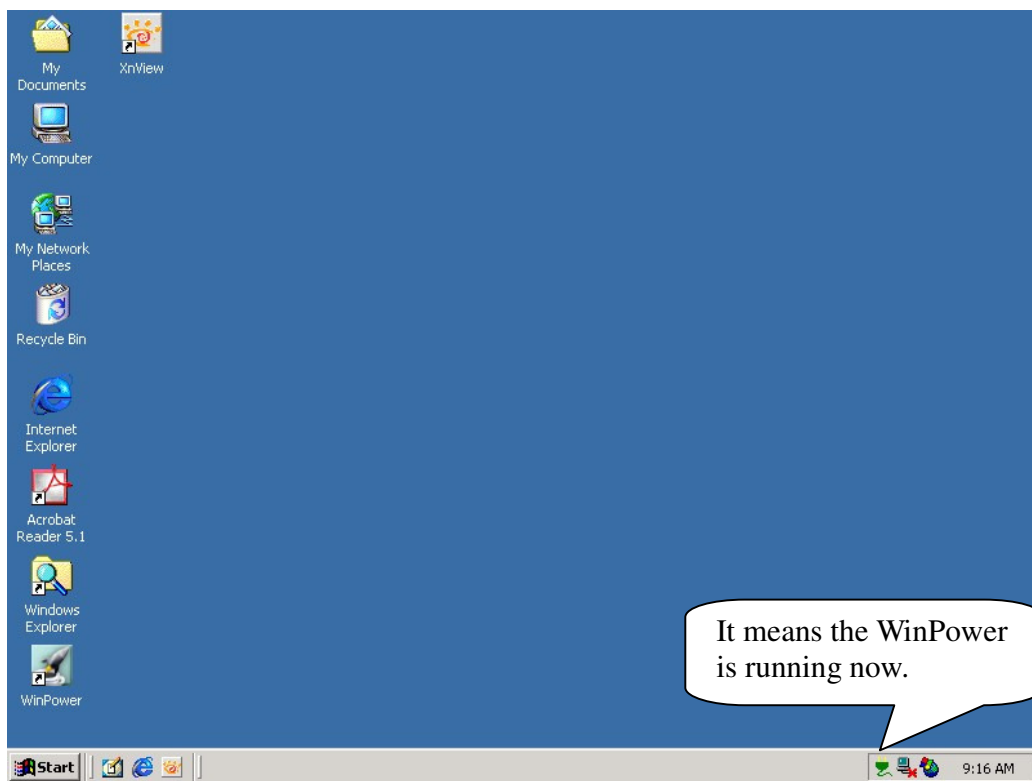 My
Documents
XnView
My Computer
My Network
Places
Recycle Bin
Internet
Explorer
Acrobat
Reader 5.1
Windows
Explorer
WinPower
It means the WinPower
is running now.
Start
9:16 AM